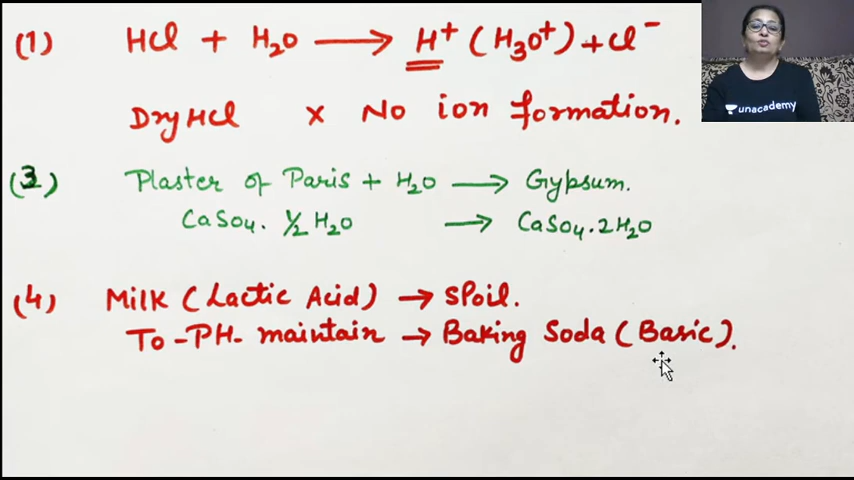 (1) HCl + H₂O ⟶ H⁺ (H₃O⁺) + Cl⁻
Dry HCl × No ion formation.
(3) Plaster of Paris + H₂O ⟶ Gypsum.
CaSO₄. ½ H₂O ⟶ CaSO₄.2H₂O
(4) Milk (Lactic Acid) → Spoil.
To -PH- maintain → Baking Soda (Basic).
unacademy